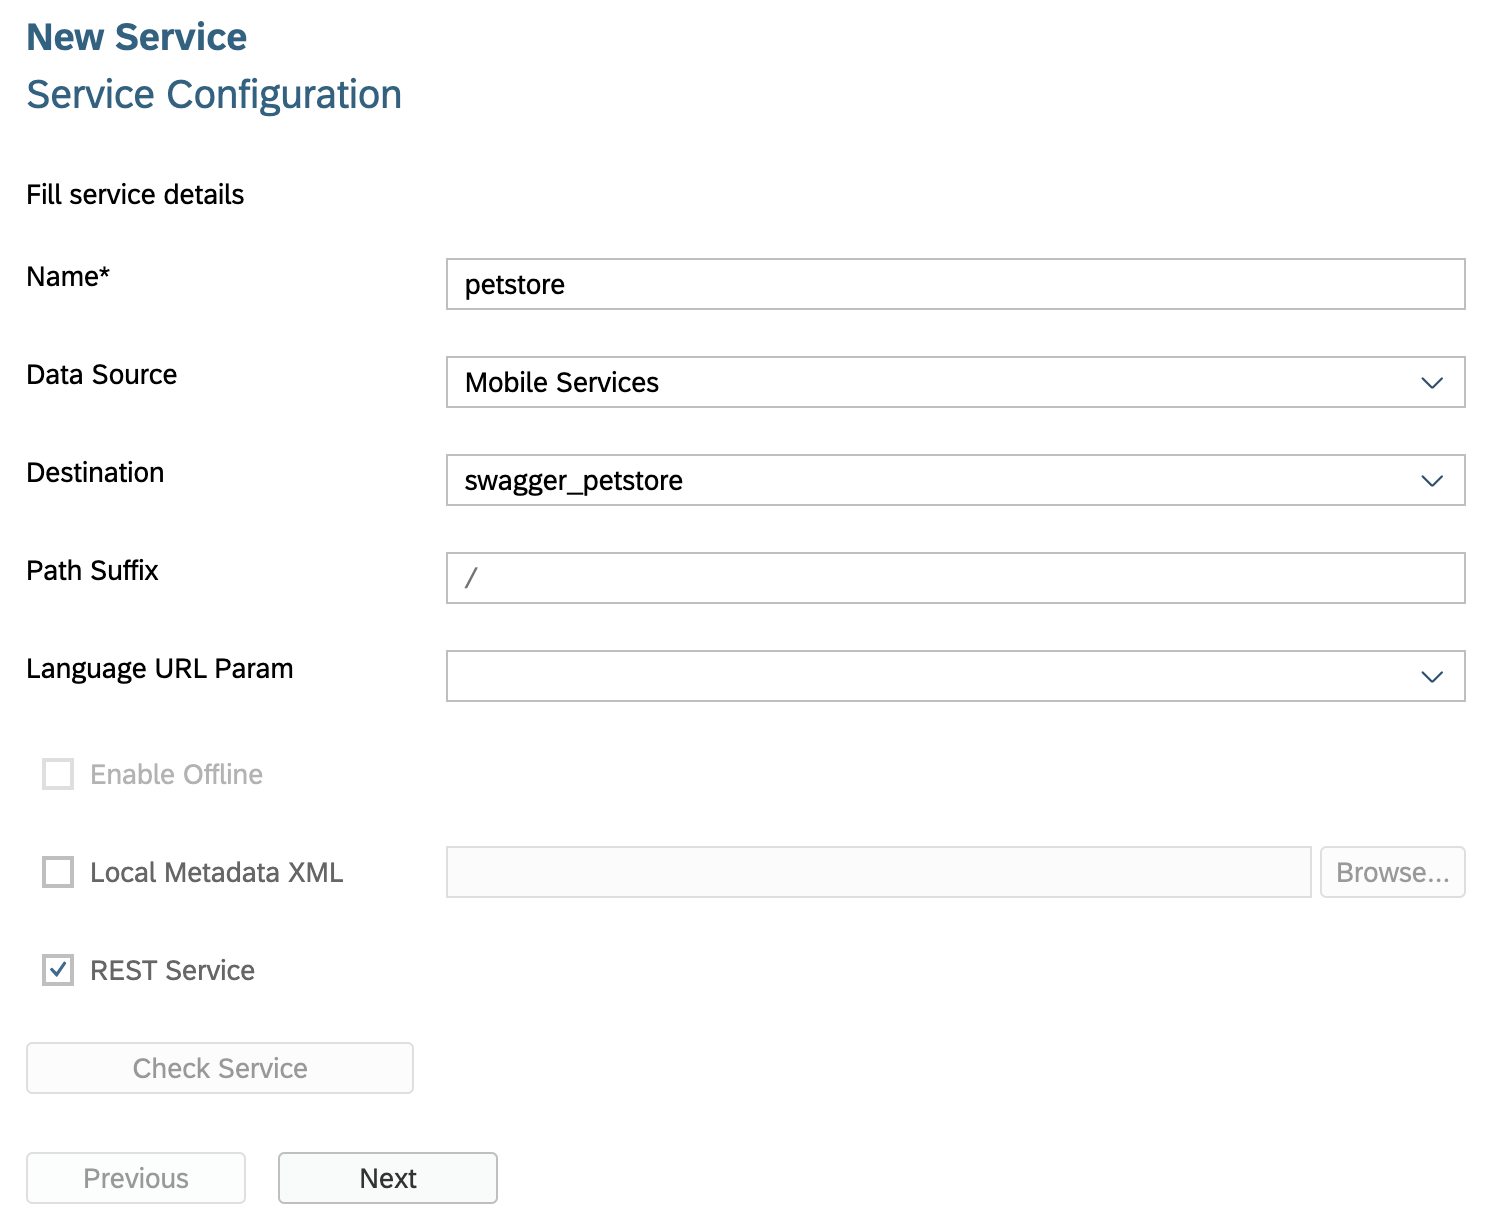 New Service
Service Configuration
Fill service details
Name*
petstore
Data Source
Mobile Services
Destination
swagger_petstore
Path Suffix
/
Language URL Param
Enable Offline
Local Metadata XML
Browse...
REST Service
Check Service
Previous
Next